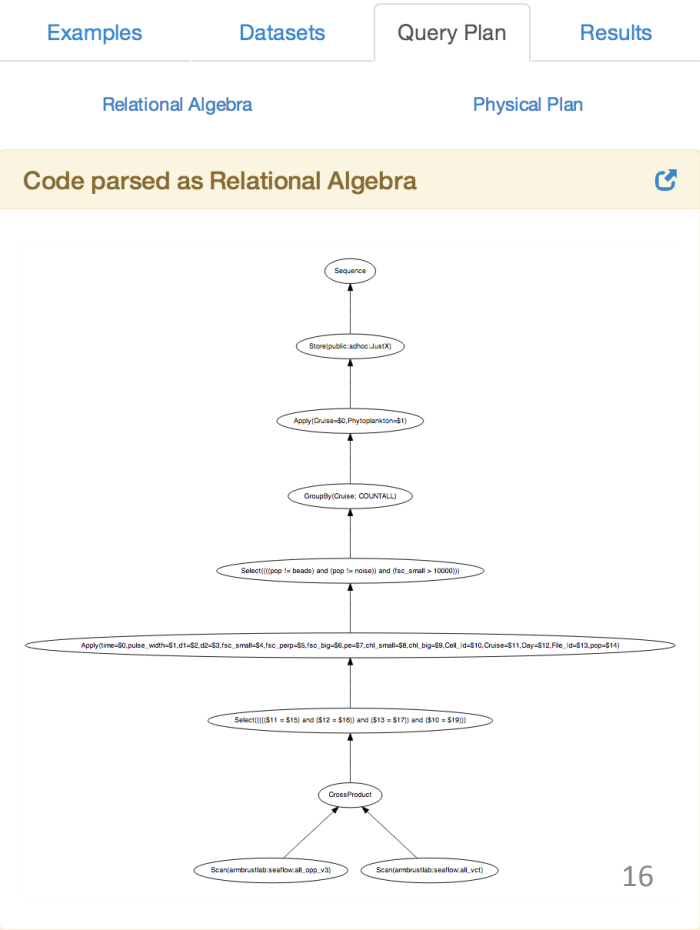 Examples Datasets Query Plan Results
Relational Algebra Physical Plan
Code parsed as Relational Algebra
Sequence
Store(public:adhoc:JustX)
Apply(Cruise=$0,Phytoplankton=$1)
GroupBy(Cruise; COUNTALL)
Select((((pop != beads) and (pop != noise)) and (fsc_small > 10000)))
Apply(time=$0,pulse_width=$1,d1=$2,d2=$3,fsc_small=$4,fsc_perp=$5,fsc_big=$6,pe=$7,chl_small=$8,chl_big=$9,Cell_Id=$10,Cruise=$11,Day=$12,File_Id=$13,pop=$14)
Select((((($11 = $15) and ($12 = $16)) and ($13 = $17)) and ($10 = $19)))
CrossProduct
Scan(armbrustlab:seaflow:all_opp_v3) Scan(armbrustlab:seaflow:all_vct)
16